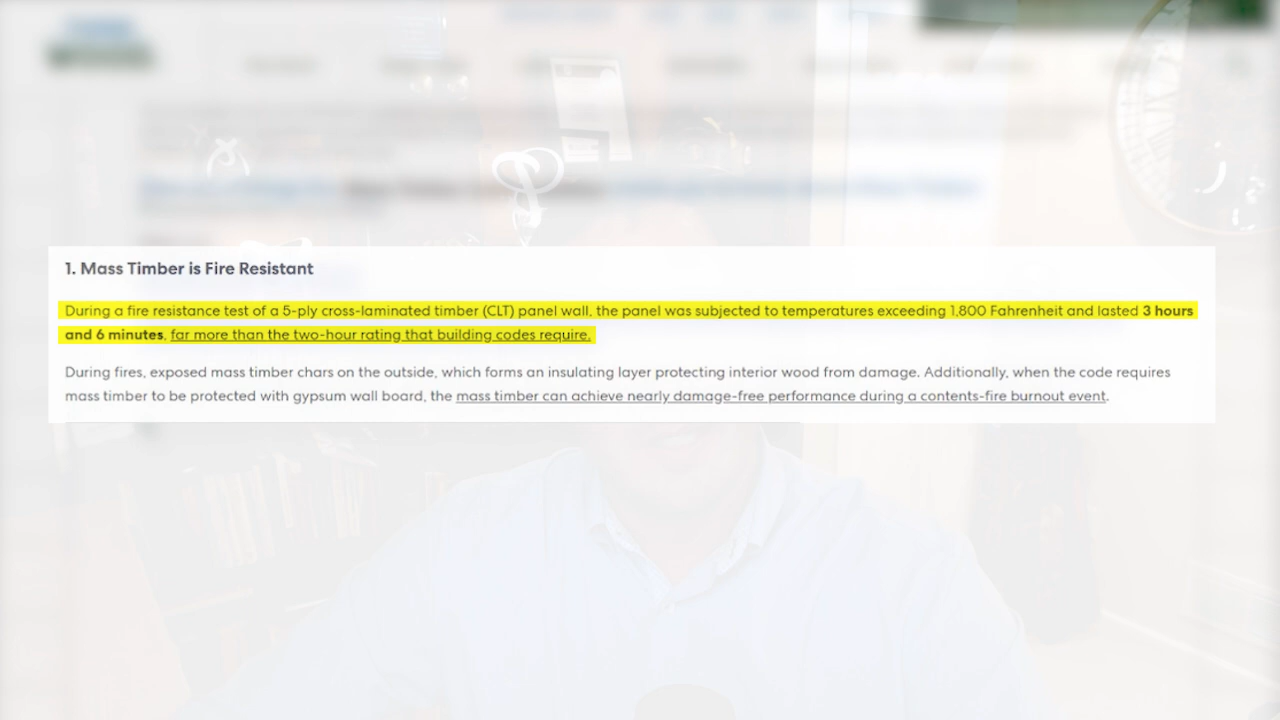 1. Mass Timber is Fire Resistant
During a fire resistance test of a 5-ply cross-laminated timber (CLT) panel wall, the panel was subjected to temperatures exceeding 1,800 Fahrenheit and lasted 3 hours
and 6 minutes, far more than the two-hour rating that building codes require.
During fires, exposed mass timber chars on the outside, which forms an insulating layer protecting interior wood from damage. Additionally, when the code requires
mass timber to be protected with gypsum wall board, the mass timber can achieve nearly damage-free performance during a contents-fire burnout event.